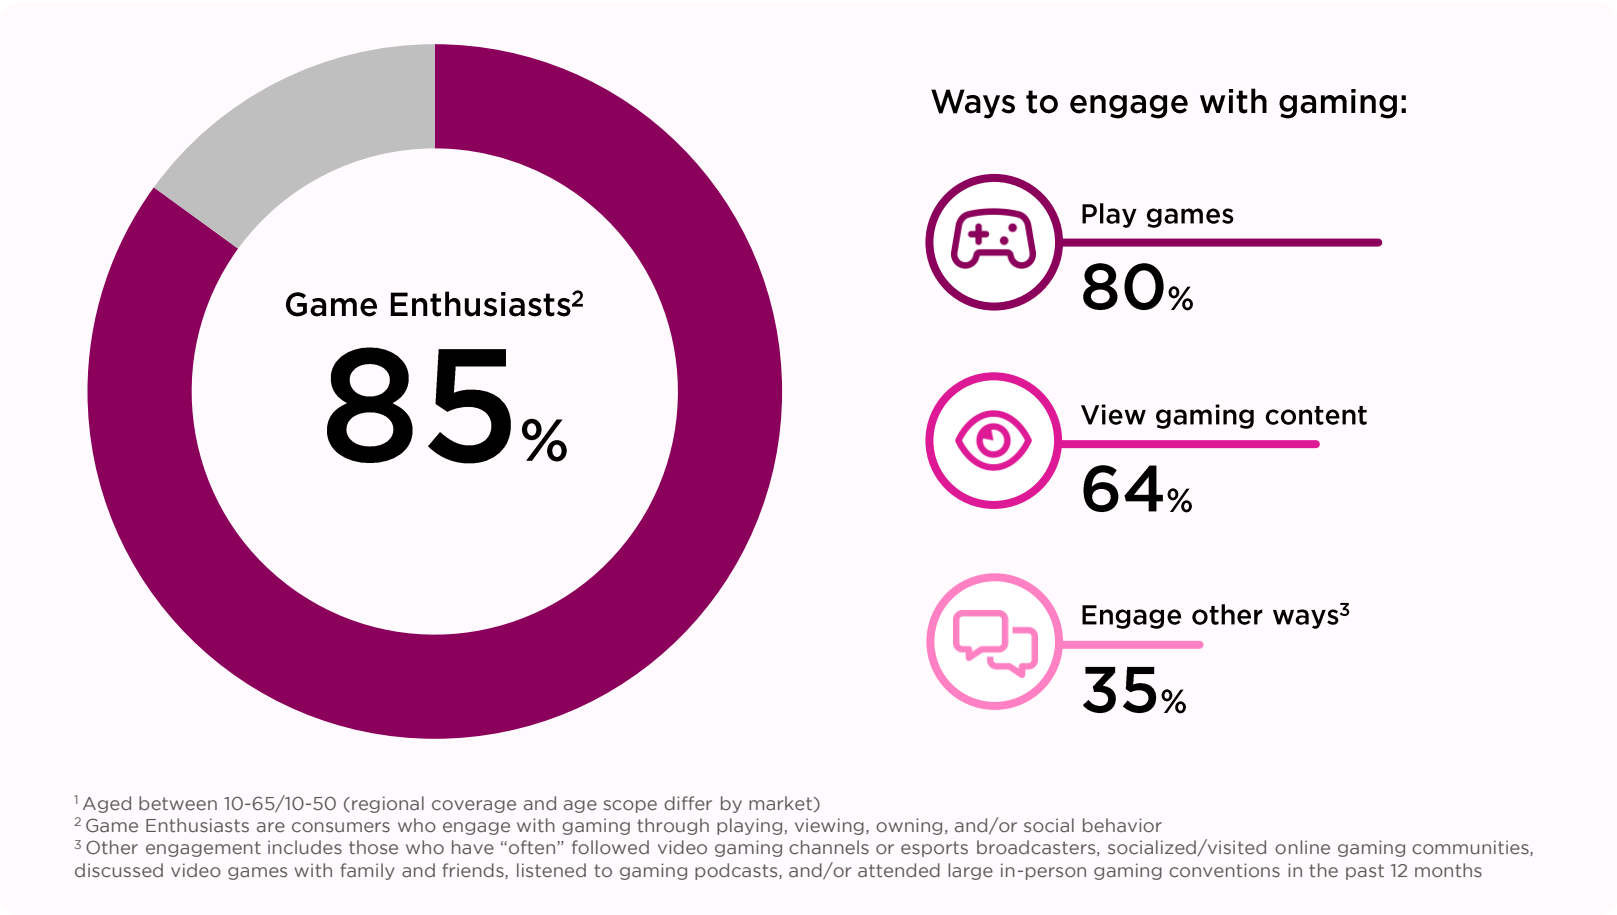 Game Enthusiasts²
85%
Ways to engage with gaming:
Play games
80%
View gaming content
64%
Engage other ways³
35%
¹ Aged between 10-65/10-50 (regional coverage and age scope differ by market)
² Game Enthusiasts are consumers who engage with gaming through playing, viewing, owning, and/or social behavior
³ Other engagement includes those who have “often” followed video gaming channels or esports broadcasters, socialized/visited online gaming communities,
discussed video games with family and friends, listened to gaming podcasts, and/or attended large in-person gaming conventions in the past 12 months